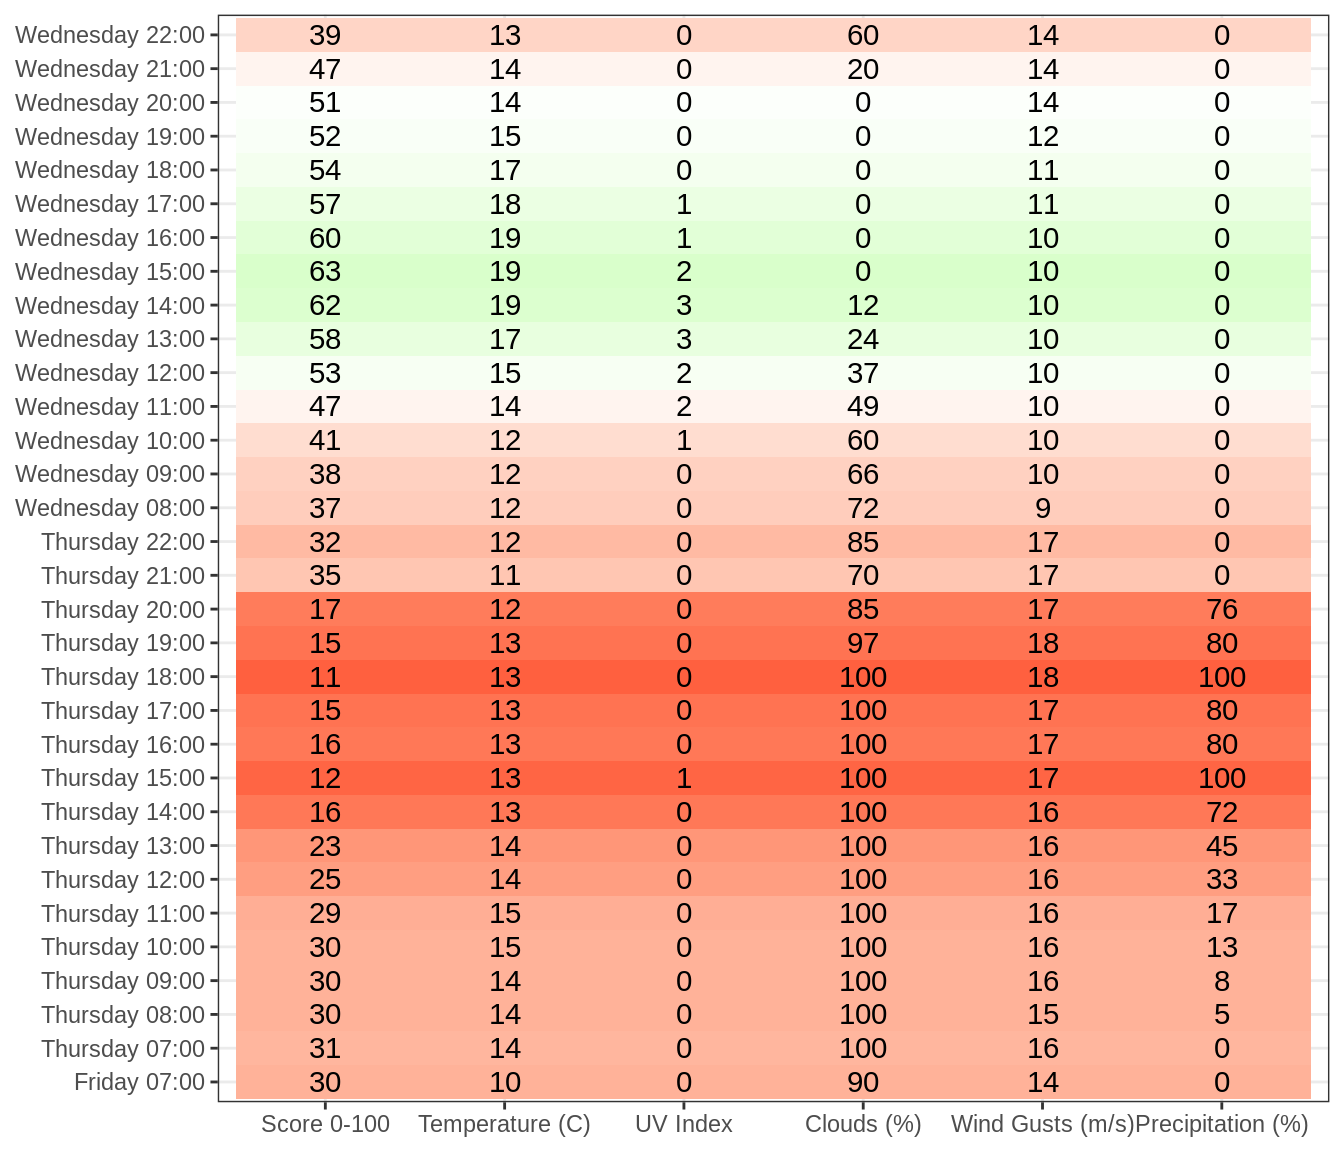 Wednesday 22:00 39 13 0 60 14 0
Wednesday 21:00 47 14 0 20 14 0
Wednesday 20:00 51 14 0 0 14 0
Wednesday 19:00 52 15 0 0 12 0
Wednesday 18:00 54 17 0 0 11 0
Wednesday 17:00 57 18 1 0 11 0
Wednesday 16:00 60 19 1 0 10 0
Wednesday 15:00 63 19 2 0 10 0
Wednesday 14:00 62 19 3 12 10 0
Wednesday 13:00 58 17 3 24 10 0
Wednesday 12:00 53 15 2 37 10 0
Wednesday 11:00 47 14 2 49 10 0
Wednesday 10:00 41 12 1 60 10 0
Wednesday 09:00 38 12 0 66 10 0
Wednesday 08:00 37 12 0 72 9 0
Thursday 22:00 32 12 0 85 17 0
Thursday 21:00 35 11 0 70 17 0
Thursday 20:00 17 12 0 85 17 76
Thursday 19:00 15 13 0 97 18 80
Thursday 18:00 11 13 0 100 18 100
Thursday 17:00 15 13 0 100 17 80
Thursday 16:00 16 13 0 100 17 80
Thursday 15:00 12 13 1 100 17 100
Thursday 14:00 16 13 0 100 16 72
Thursday 13:00 23 14 0 100 16 45
Thursday 12:00 25 14 0 100 16 33
Thursday 11:00 29 15 0 100 16 17
Thursday 10:00 30 15 0 100 16 13
Thursday 09:00 30 14 0 100 16 8
Thursday 08:00 30 14 0 100 15 5
Thursday 07:00 31 14 0 100 16 0
Friday 07:00 30 10 0 90 14 0
Score 0-100 Temperature (C) UV Index Clouds (%) Wind Gusts (m/s) Precipitation (%)